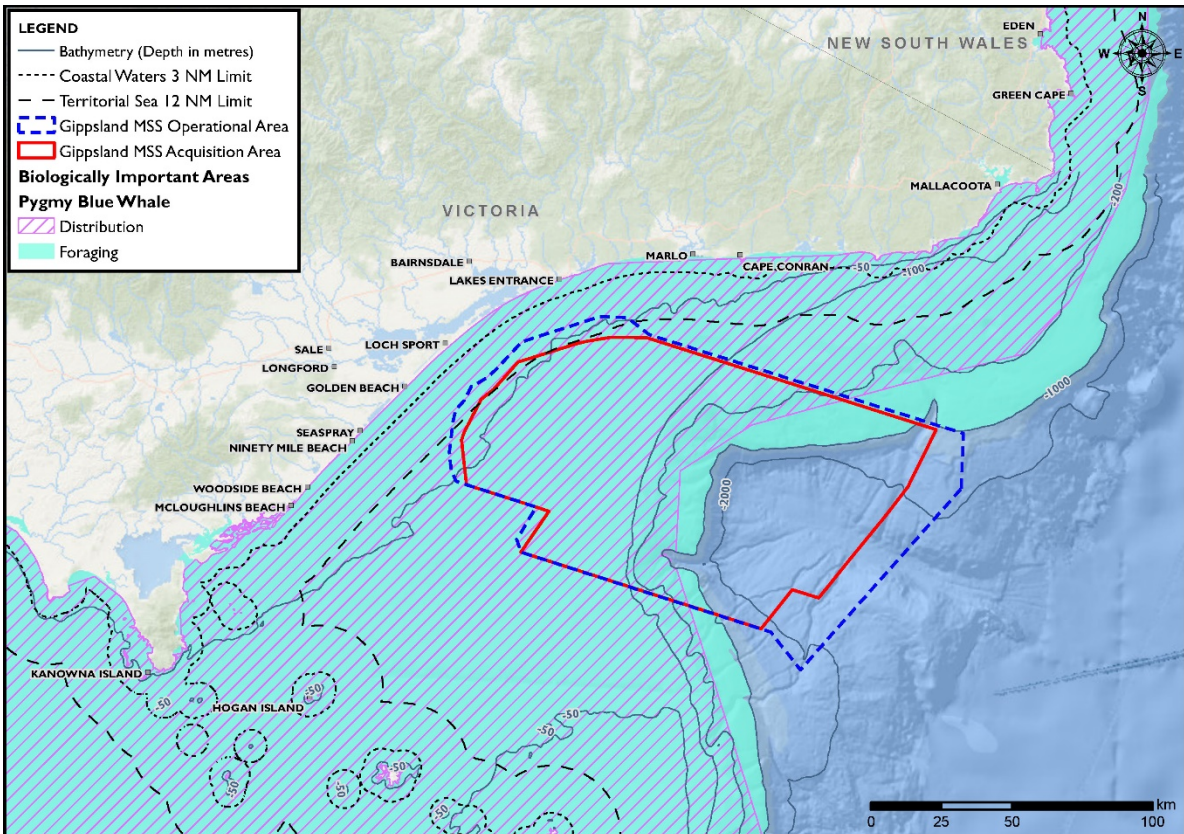 LEGEND
Bathymetry (Depth in metres)
Coastal Waters 3 NM Limit
Territorial Sea 12 NM Limit
Gippsland MSS Operational Area
Gippsland MSS Acquisition Area
Biologically Important Areas
Pygmy Blue Whale
Distribution
Foraging
EDEN
NEW SOUTH WALES
N
W
E
S
GREEN CAPE
MALLACOOTA
VICTORIA
-200
BAIRNSDALE
MARLO
CAPE CONRAN
-50
-100
LAKES ENTRANCE
LOCH SPORT
SALE
LONGFORD
GOLDEN BEACH
-1000
SEASPRAY
NINETY MILE BEACH
WOODSIDE BEACH
-2000
MCLOUGHLINS BEACH
KANOWNA ISLAND
-50
HOGAN ISLAND
-50
-50
-50
-50
-50
-50
km
0
25
50
100